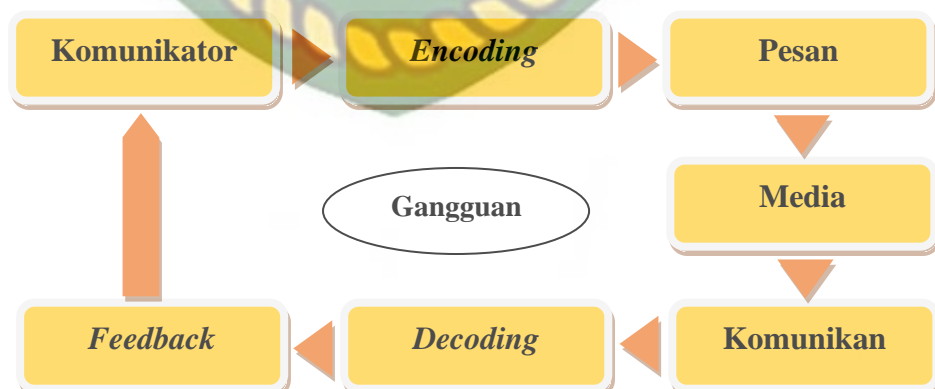 Komunikator
Encoding
Pesan
Media
Gangguan
Feedback
Decoding
Komunikan